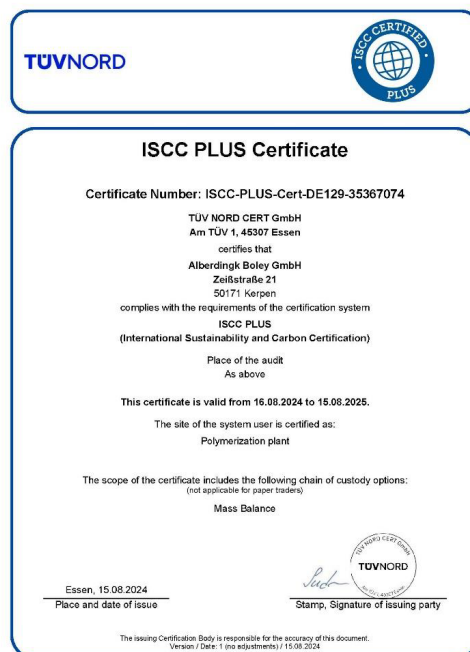 TÜVNORD
ISCC CERTIFIED
PLUS
ISCC PLUS Certificate
Certificate Number: ISCC-PLUS-Cert-DE129-35367074
TÜV NORD CERT GmbH
Am TÜV 1, 45307 Essen
certifies that
Alberdingk Boley GmbH
Zeißstraße 21
50171 Kerpen
complies with the requirements of the certification system
ISCC PLUS
(International Sustainability and Carbon Certification)
Place of the audit
As above
This certificate is valid from 16.08.2024 to 15.08.2025.
The site of the system user is certified as:
Polymerization plant
The scope of the certificate includes the following chain of custody options:
(not applicable for paper traders)
Mass Balance
TÜV NORD CERT GmbH
TÜVNORD
Essen, 15.08.2024
Place and date of issue
Stamp, Signature of issuing party
The issuing Certification Body is responsible for the accuracy of this document.
Version / Date: 1 (no adjustments) / 15.08.2024